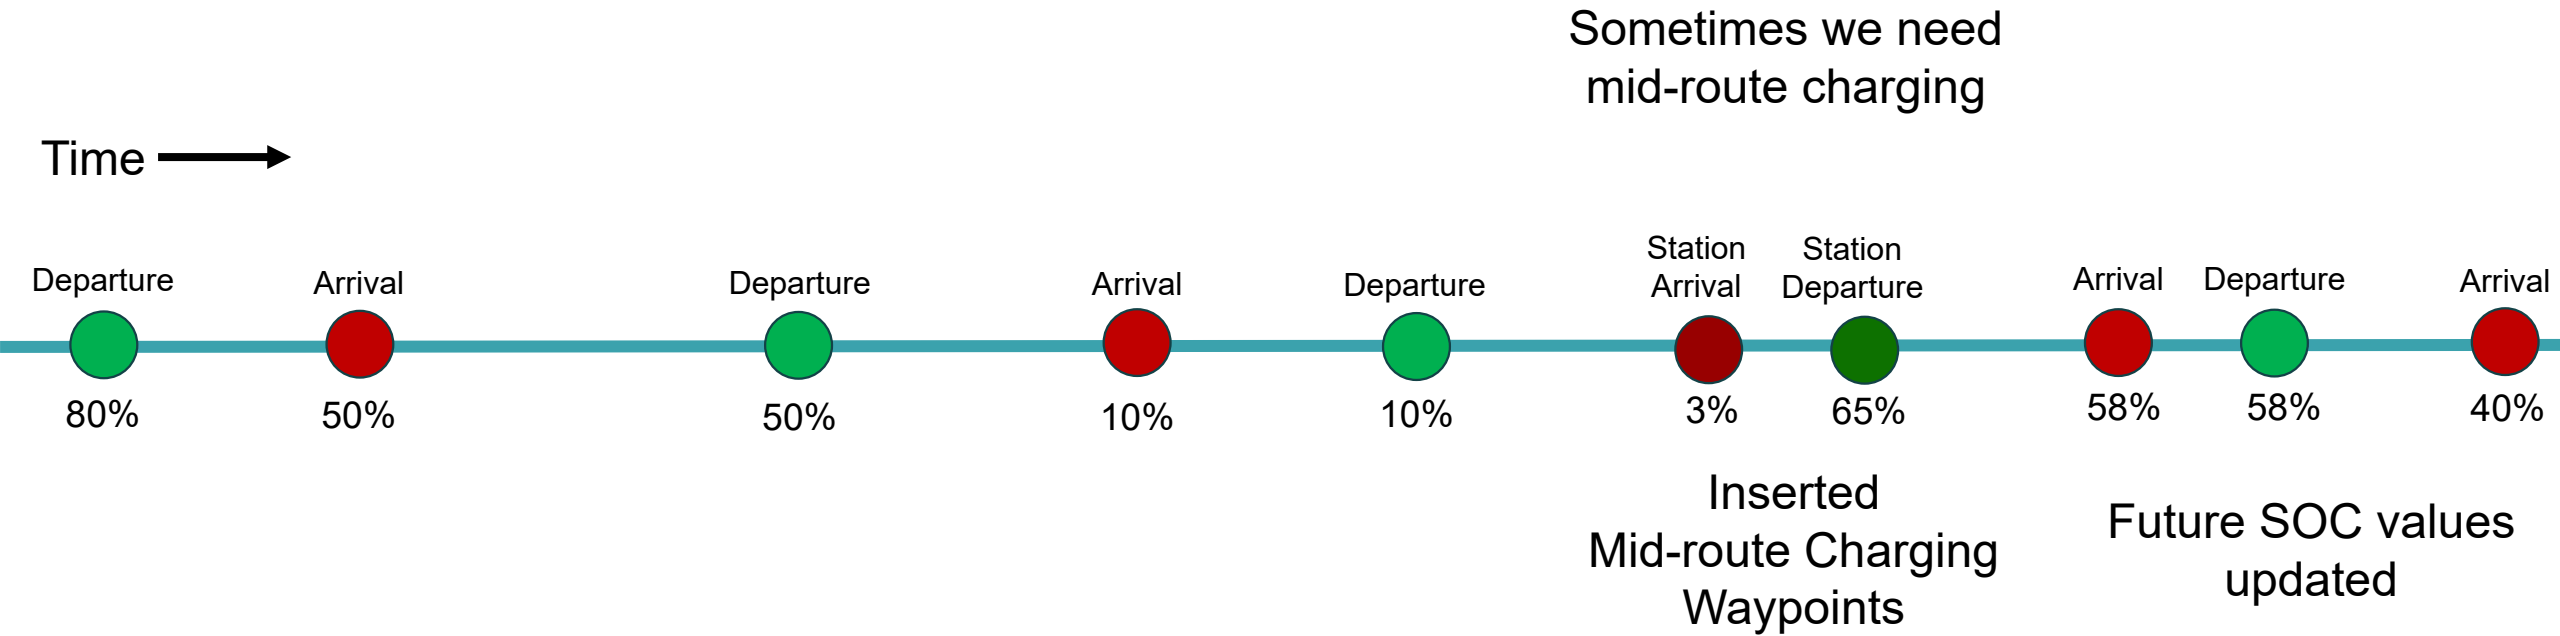 Sometimes we need
mid-route charging
Time
Departure
Arrival
Departure
Arrival
Departure
Station
Arrival
Station
Departure
Arrival
Departure
Arrival
80%
50%
50%
10%
10%
3%
65%
58%
58%
40%
Inserted
Mid-route Charging
Waypoints
Future SOC values
updated